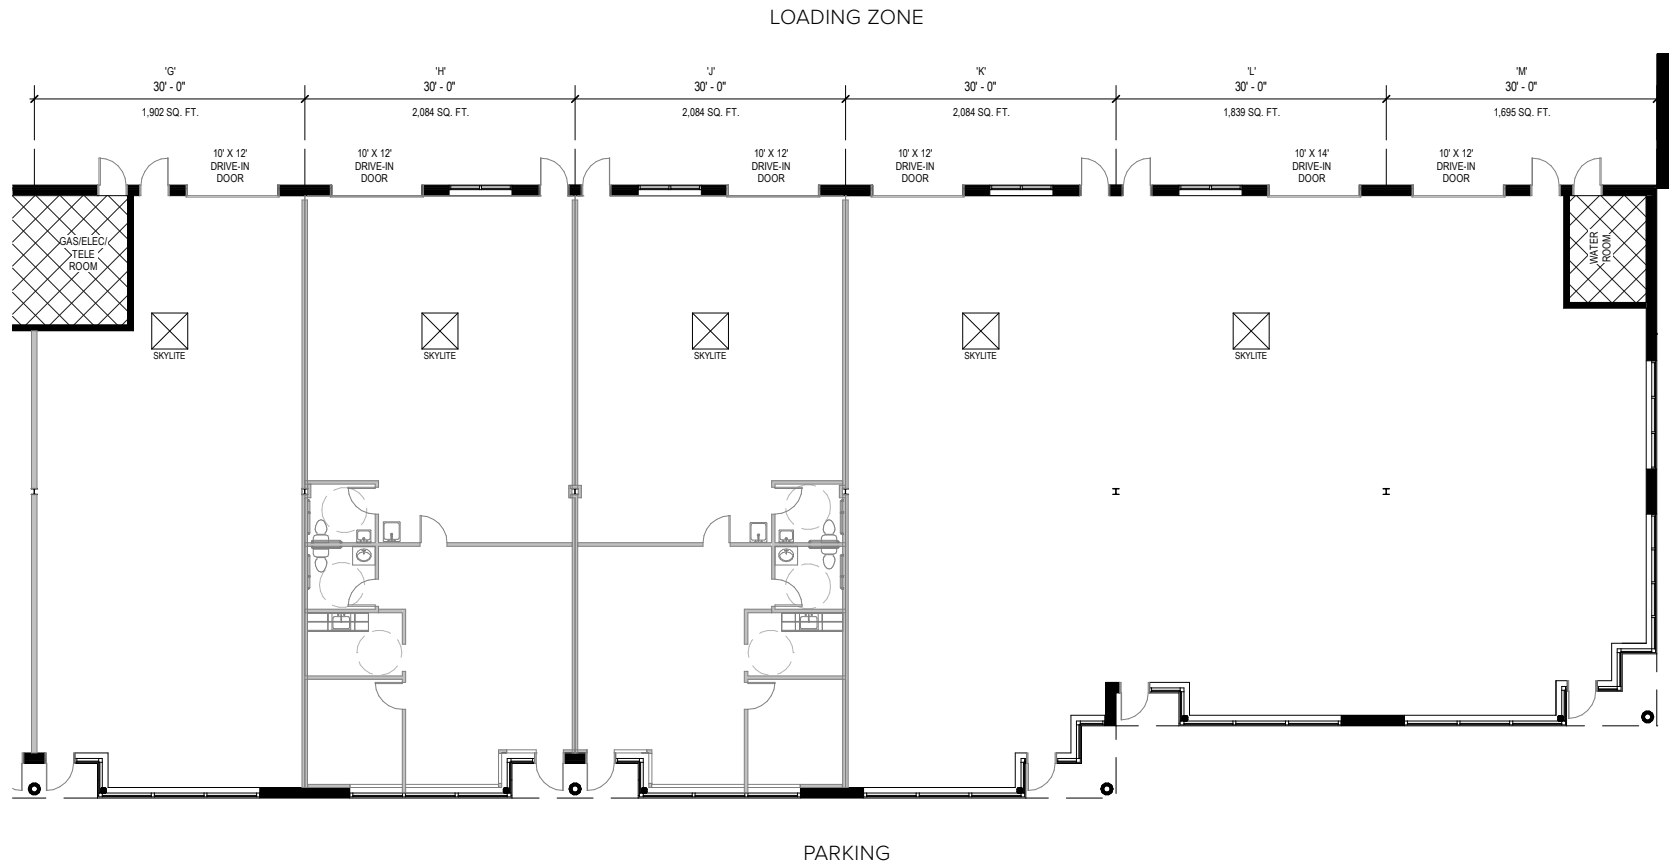 LOADING ZONE
'G'
30' - 0"
1,902 SQ. FT.
'H'
30' - 0"
2,084 SQ. FT.
'J'
30' - 0"
2,084 SQ. FT.
'K'
30' - 0"
2,084 SQ. FT.
'L'
30' - 0"
1,839 SQ. FT.
'M'
30' - 0"
1,695 SQ. FT.
10' X 12'
DRIVE-IN
DOOR
10' X 12'
DRIVE-IN
DOOR
10' X 12'
DRIVE-IN
DOOR
10' X 12'
DRIVE-IN
DOOR
10' X 14'
DRIVE-IN
DOOR
10' X 12'
DRIVE-IN
DOOR
GAS/ELEC/
TELE
ROOM
WATER
ROOM
SKYLITE
SKYLITE
SKYLITE
SKYLITE
SKYLITE
PARKING